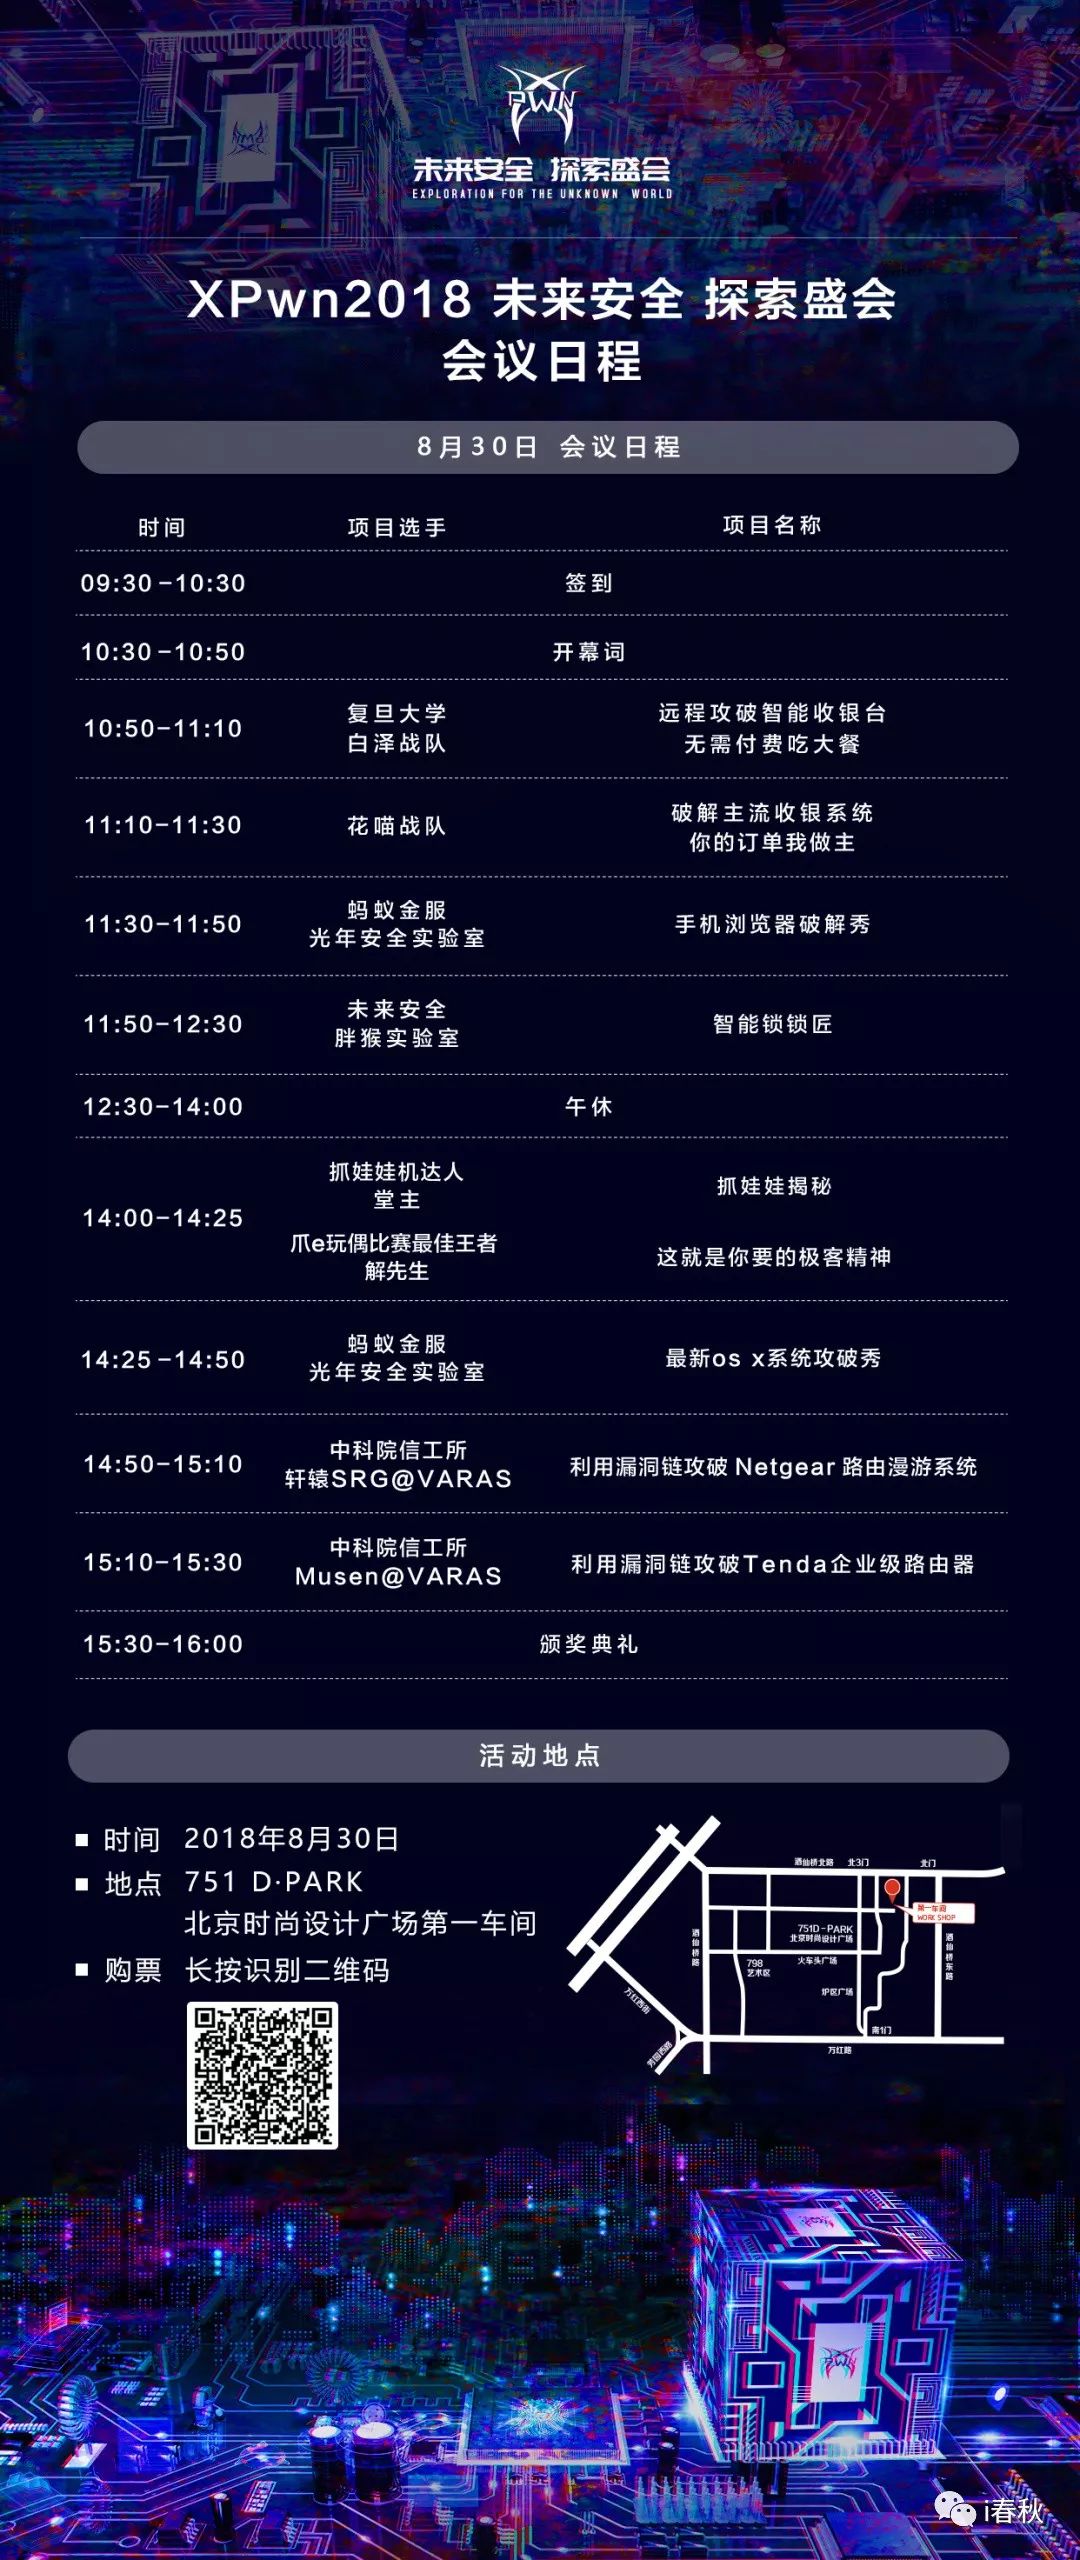 XPWN
未来安全 探索盛会
EXPLORATION FOR THE UNKNOWN WORLD
XPwn2018 未来安全 探索盛会
会议日程
8月30日 会议日程
时间 项目选手 项目名称
09:30-10:30 签到
10:30-10:50 开幕词
10:50-11:10
复旦大学
白泽战队
远程攻破智能收银台
无需付费吃大餐
11:10-11:30
花喵战队
破解主流收银系统
你的订单我做主
11:30-11:50
蚂蚁金服
光年安全实验室
手机浏览器破解秀
11:50-12:30
未来安全
胖猴实验室
智能锁锁匠
12:30-14:00 午休
14:00-14:25
抓娃娃机达人
堂主
抓娃娃揭秘
爪e玩偶比赛最佳王者
解先生
这就是你要的极客精神
14:25-14:50
蚂蚁金服
光年安全实验室
最新os x系统攻破秀
14:50-15:10
中科院信工所
轩辕SRG@VARAS
利用漏洞链攻破 Netgear 路由漫游系统
15:10-15:30
中科院信工所
Musen@VARAS
利用漏洞链攻破Tenda企业级路由器
15:30-16:00 颁奖典礼
活动地点
时间 2018年8月30日
地点 751 D·PARK
北京时尚设计广场第一车间
购票 长按识别二维码
酒仙桥北路 北3门 北门
第一车间
WORK SHOP
751D-PARK
北京时尚设计广场
酒仙桥路
酒仙桥东路
火车头广场
798
艺术区
炉区广场
万红西街
南1门
万红路
芳园西路
PWN
i春秋